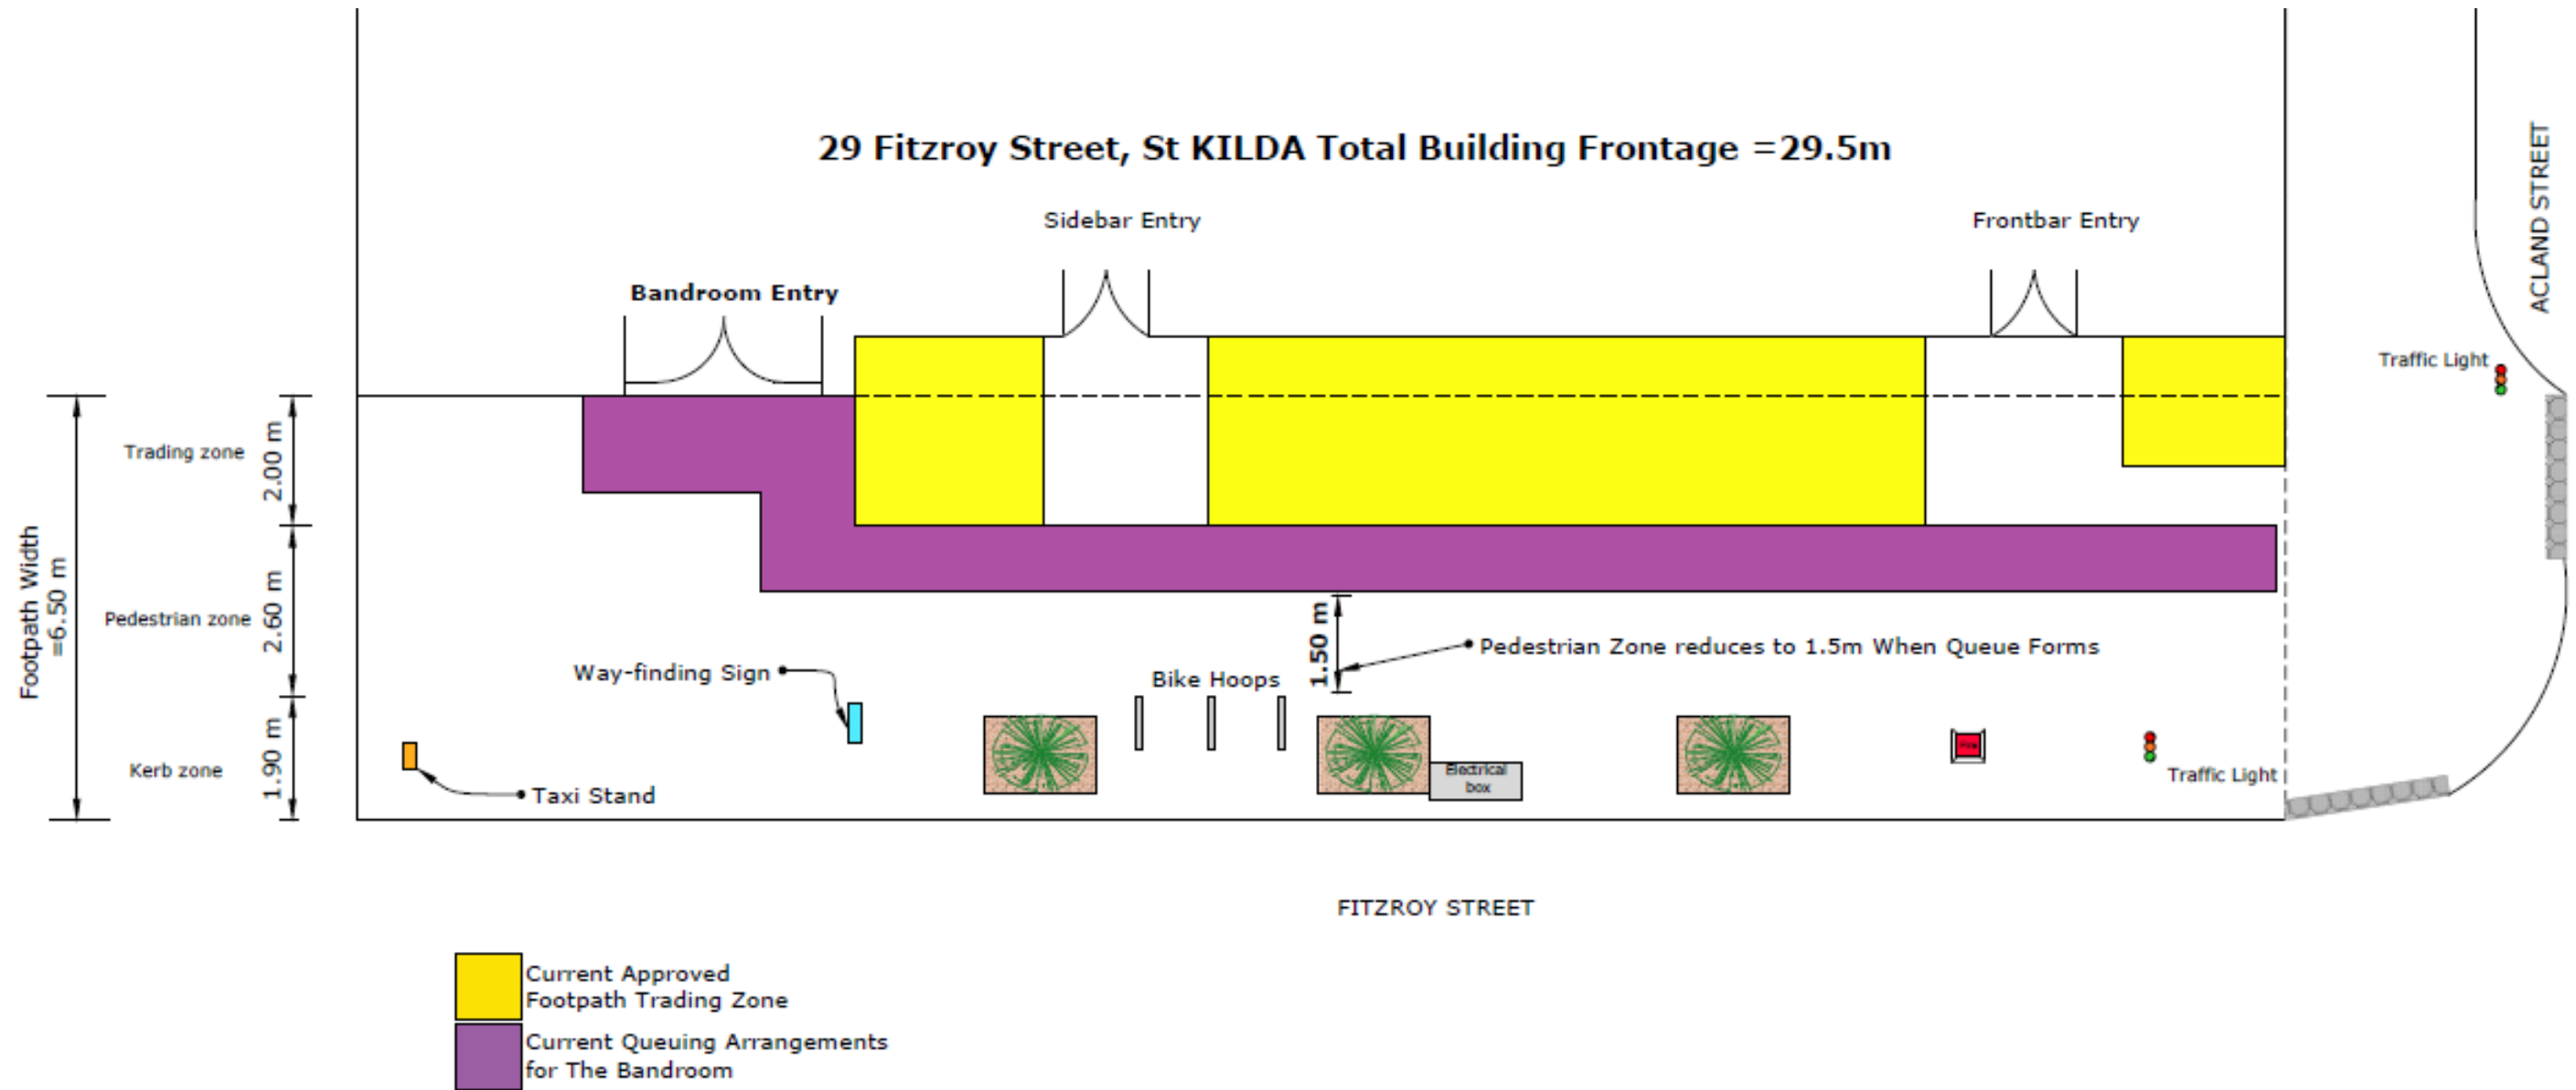 29 Fitzroy Street, St KILDA Total Building Frontage =29.5m
ACLAND STREET
Sidebar Entry
Frontbar Entry
Bandroom Entry
Traffic Light
Footpath Width
=6.50 m
Trading zone
2.00 m
Pedestrian zone
2.60 m
Kerb zone
1.90 m
1.50 m
Pedestrian Zone reduces to 1.5m When Queue Forms
Way-finding Sign
Bike Hoops
Electrical
box
Traffic Light
Taxi Stand
FITZROY STREET
Current Approved
Footpath Trading Zone
Current Queuing Arrangements
for The Bandroom